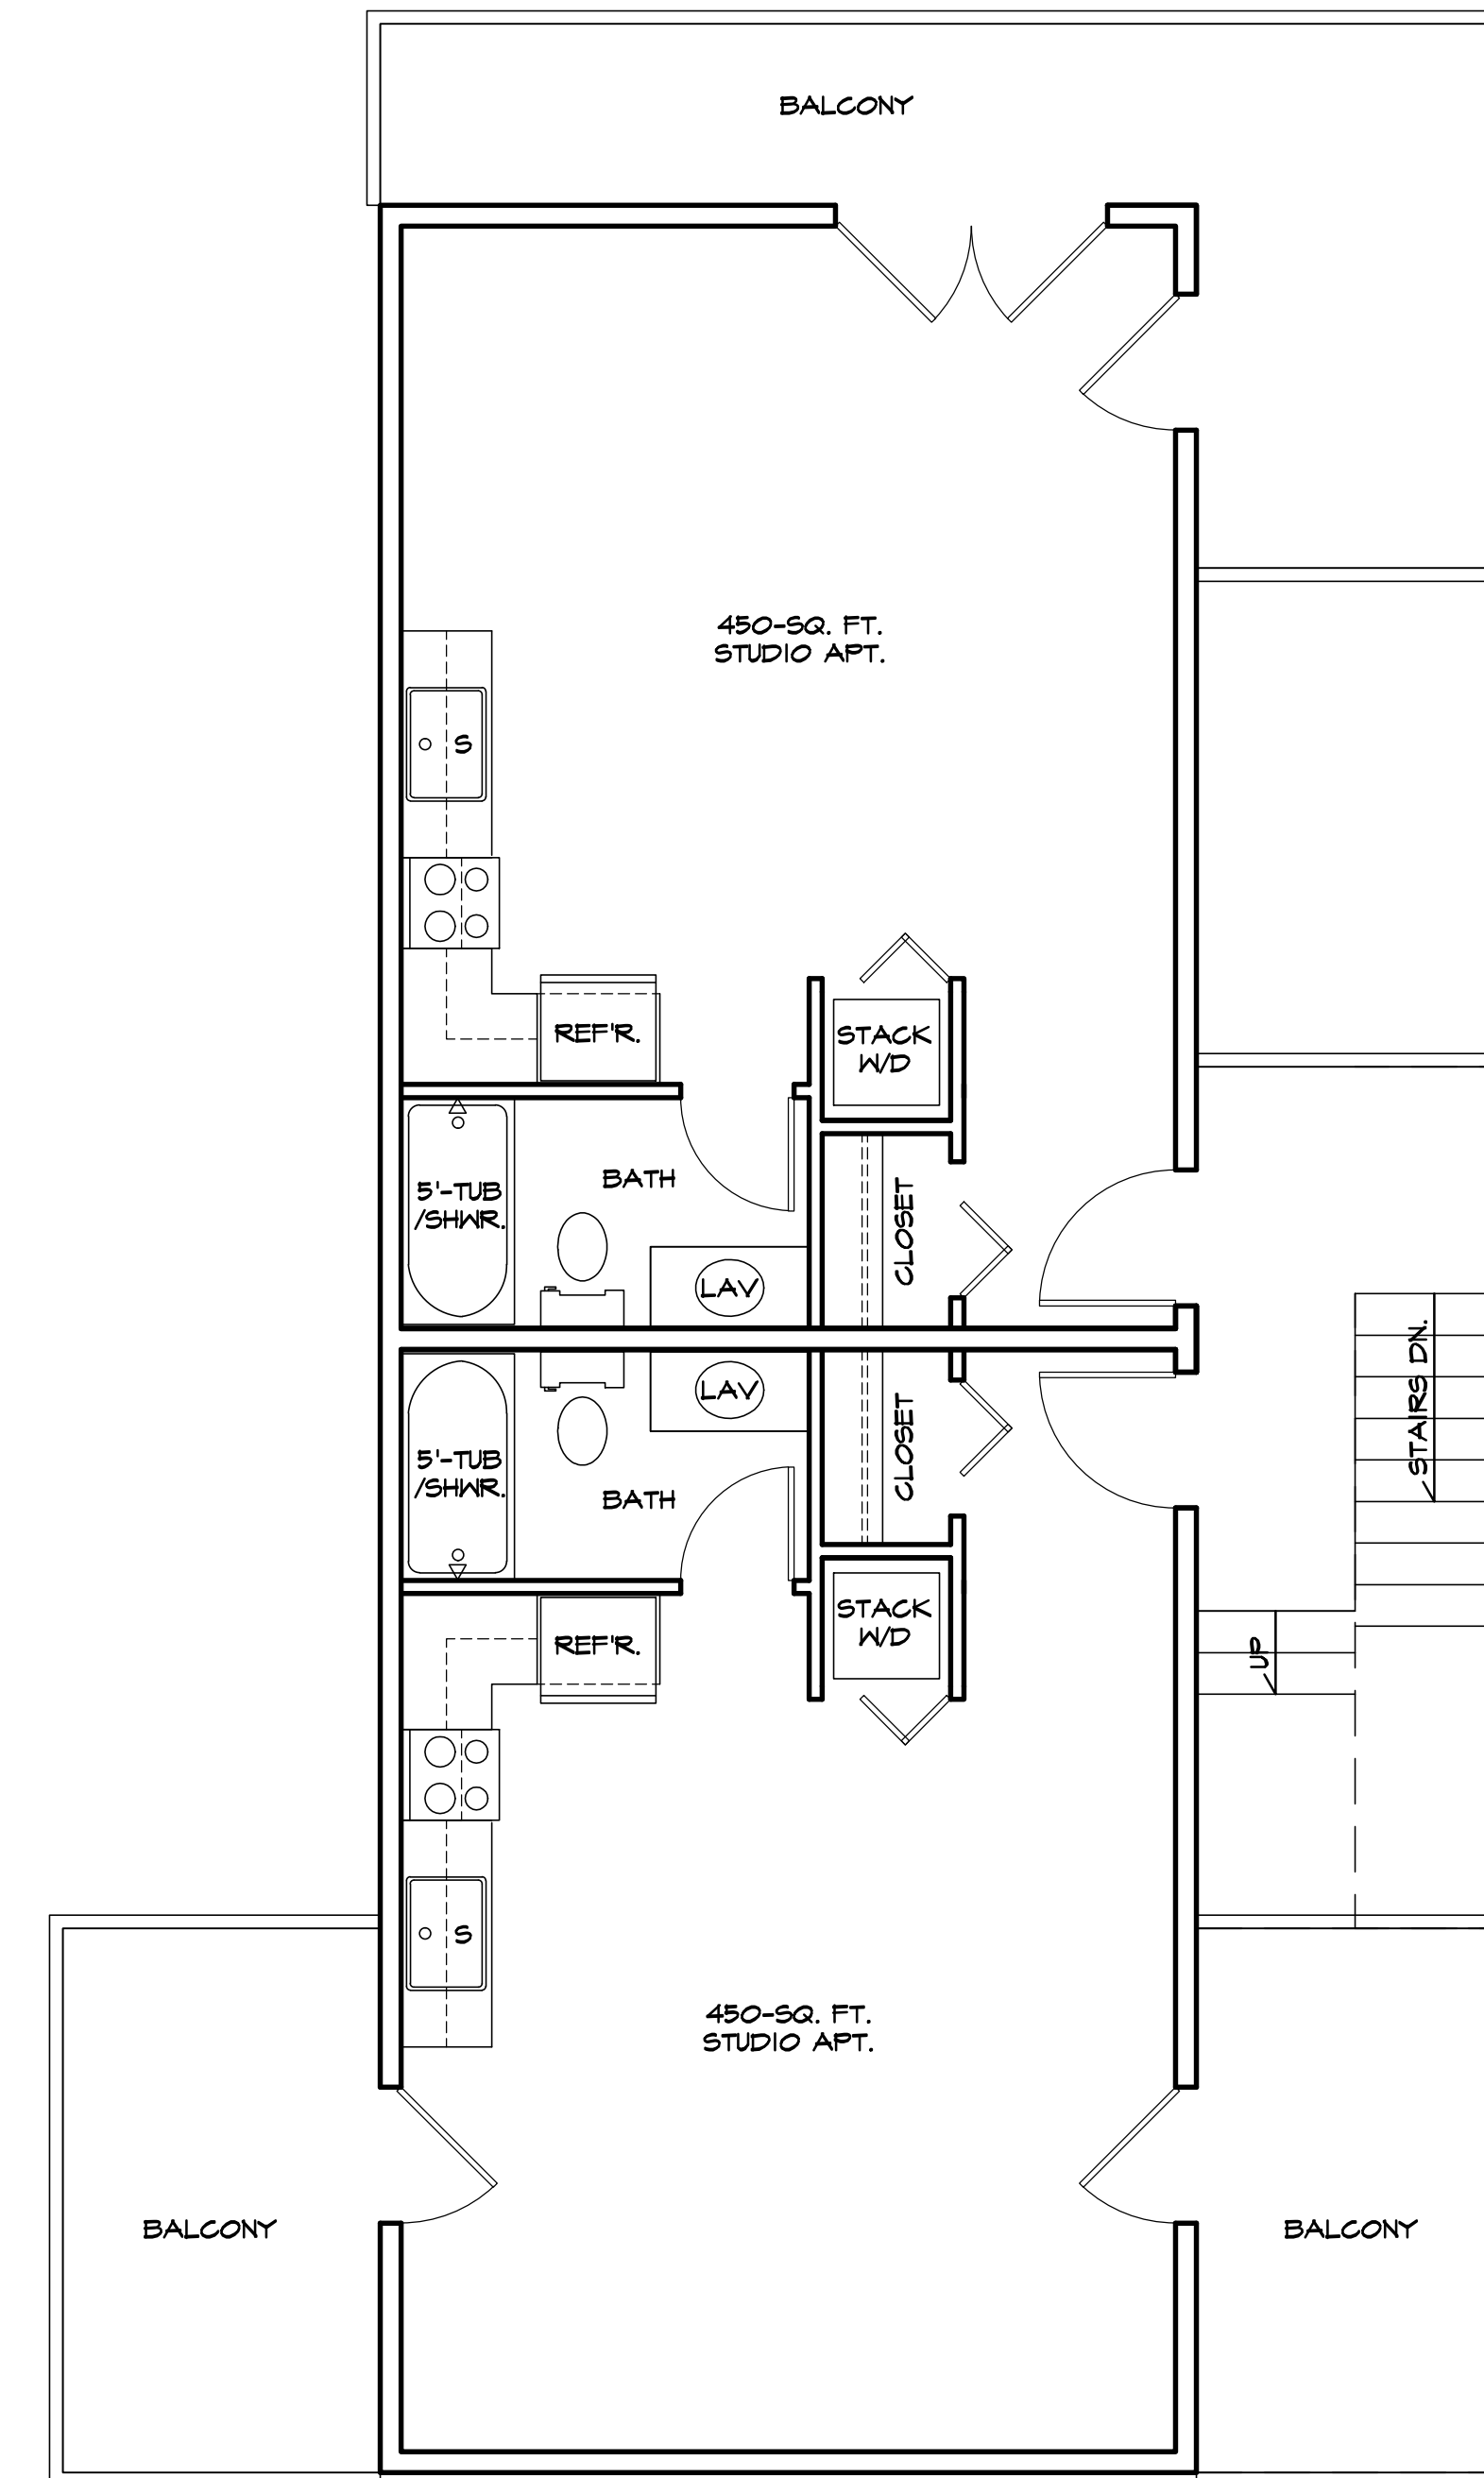 BALCONY
450-SQ. FT.
STUDIO APT.
S
REF'R.
STACK
W/D
5'-TUB
/SHWR.
BATH
CLOSET
LAV
LAV
5'-TUB
/SHWR.
BATH
CLOSET
STAIRS DN.
REF'R.
STACK
W/D
UP
S
450-SQ. FT.
STUDIO APT.
BALCONY
BALCONY